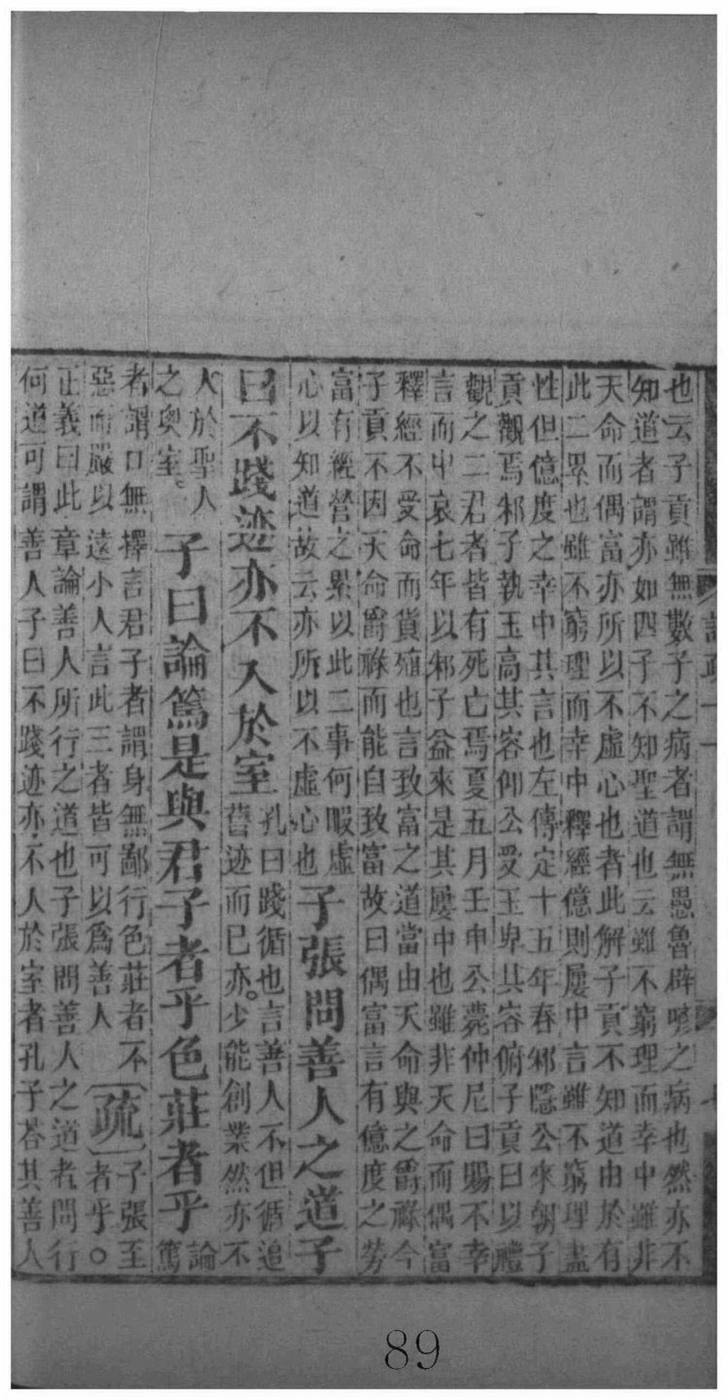 也云子貢雖無數子之病者謂無愚魯辟喭之病也然亦不
知道者謂亦如四子不知聖道也云雖不窮理而幸中雖非
天命而偶富亦所以不虛心也者此解子貢不知道由於有
此二累也雖不窮理而幸中釋經億則屢中言雖不窮理盡
性但億度之幸中其言也左傳定十五年春邾隱公來朝子
貢觀焉邾子執玉高其容仰公受玉卑其容俯子貢曰以禮
觀之二君者皆有死亡焉夏五月壬申公薨仲尼曰賜不幸
言而中哀七年以邾子益來是其屢中也雖非天命而偶富
釋經不受命而貨殖也言致富之道當由天命與之爵祿今
子貢不因天命爵祿而能自致富故曰偶富言有億度之勞
富有經營之累以此二事何暇虛
心以知道故云亦所以不虛心也
子張問善人之道子
曰不踐迹亦不入於室
孔曰踐循也言善人不但循追
舊迹而已亦。少能創業然亦不
入於聖人
之奧室。
子曰論篤是與君子者乎色莊者乎
論
篤
者謂口無擇言君子者謂身無鄙行色莊者不
惡而嚴以遠小人言此三者皆可以為善人
疏
子張至
者乎○
正義曰此章論善人所行之道也子張問善人之道者問行
何道可謂善人子曰不踐迹亦不入於室者孔子荅其善人
89